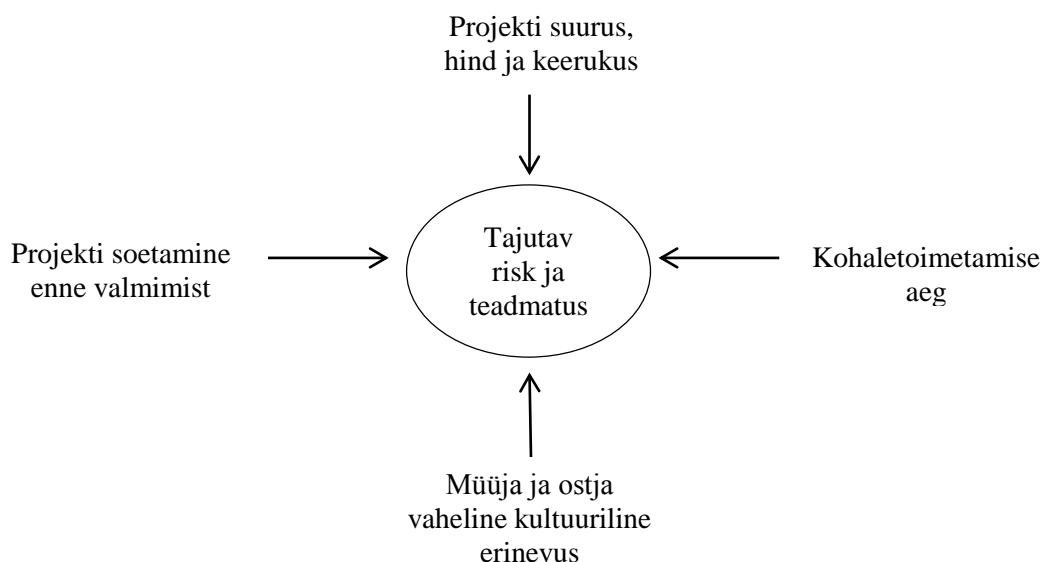 Projekti suurus,
hind ja keerukus
Projekti soetamine
enne valmimist
Tajutav
risk ja
teadmatus
Kohaletoimetamise
aeg
Müüja ja ostja
vaheline kultuuriline
erinevus